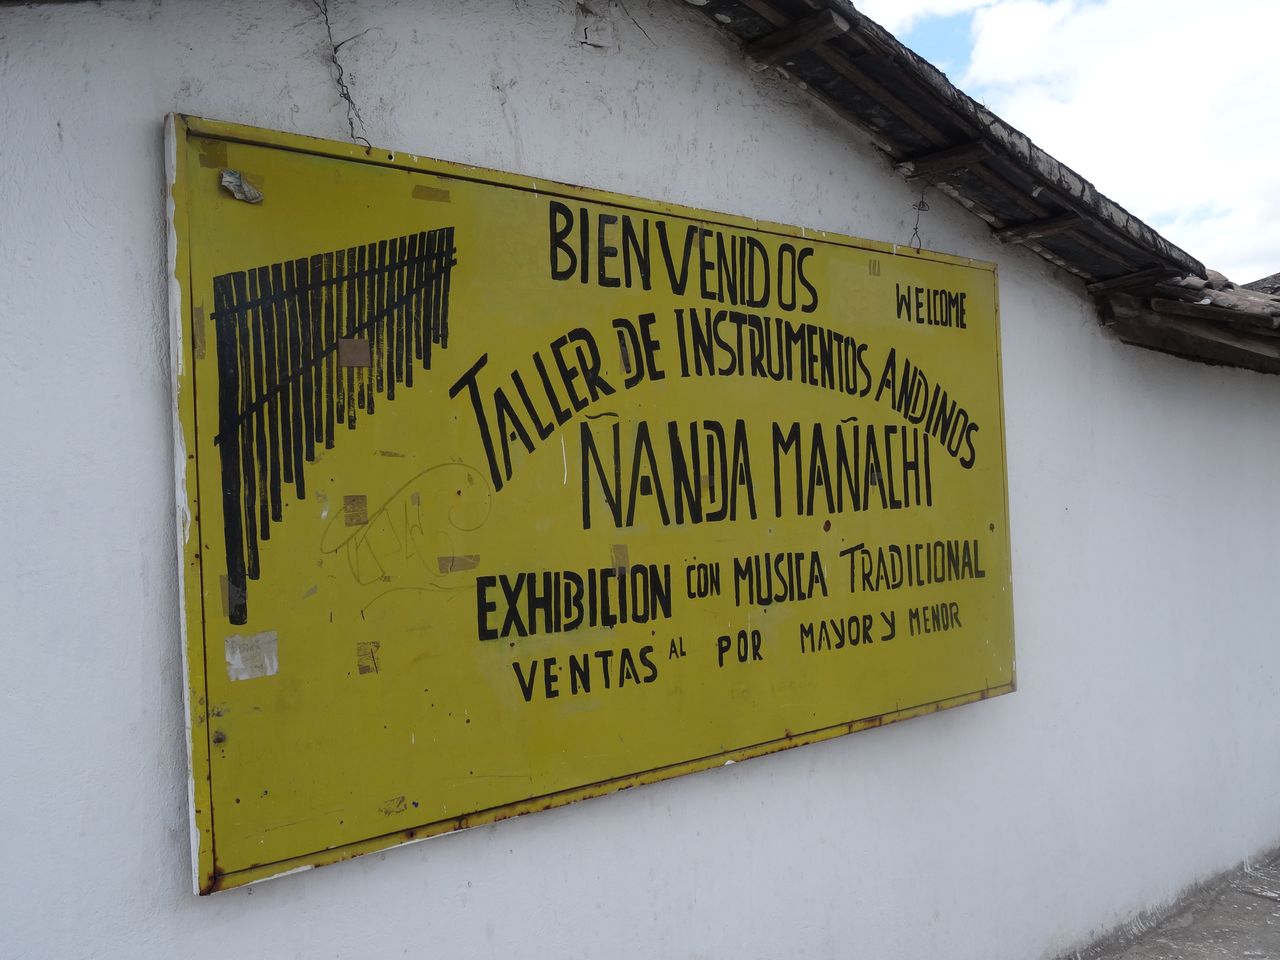 BIENVENIDOS
WELCOME
TALLER DE INSTRUMENTOS ANDINOS
ÑANDA MAÑACHI
EXHIBICION CON MUSICA TRADICIONAL
VENTAS AL POR MAYOR Y MENOR